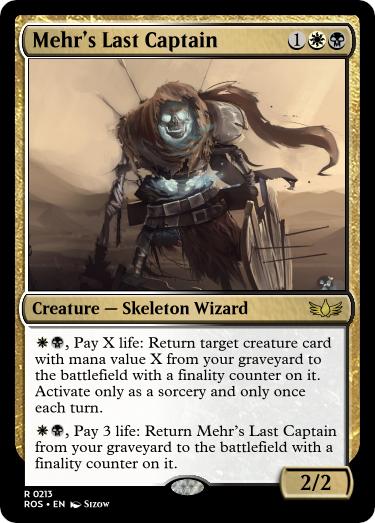 Mehr's Last Captain 1
Creature — Skeleton Wizard
, Pay X life: Return target creature card
with mana value X from your graveyard to
the battlefield with a finality counter on it.
Activate only as a sorcery and only once
each turn.
, Pay 3 life: Return Mehr's Last Captain
from your graveyard to the battlefield with a
finality counter on it.
2/2
R 0213
ROS • EN Sizow